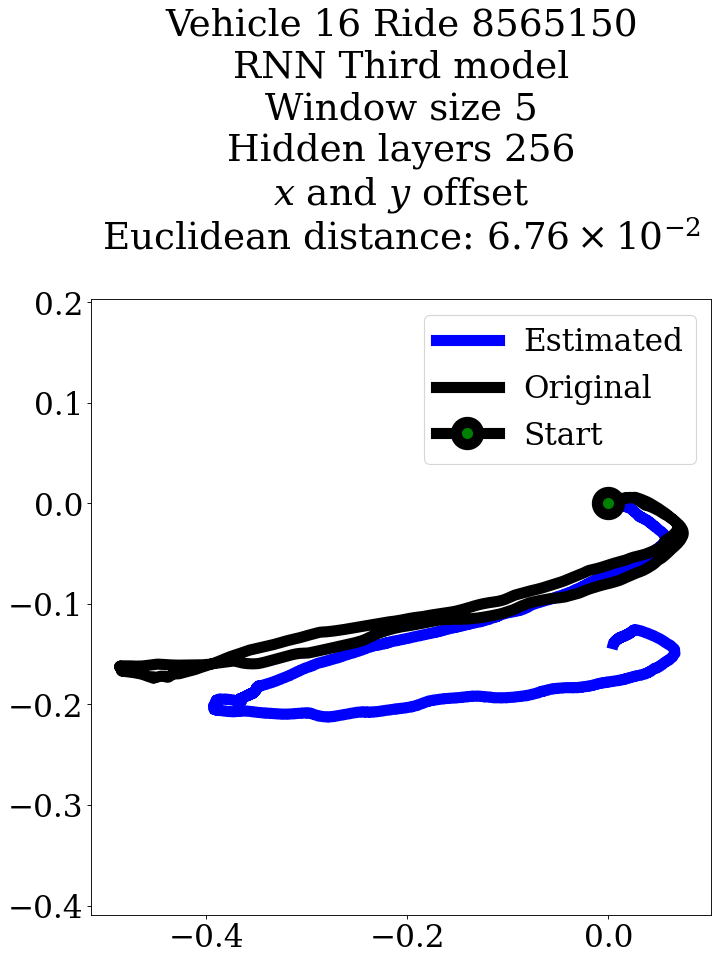 Vehicle 16 Ride 8565150
RNN Third model
Window size 5
Hidden layers 256
x and y offset
Euclidean distance: 6.76 × 10⁻²
Estimated
Original
Start
0.2
0.1
0.0
−0.1
−0.2
−0.3
−0.4
−0.4
−0.2
0.0